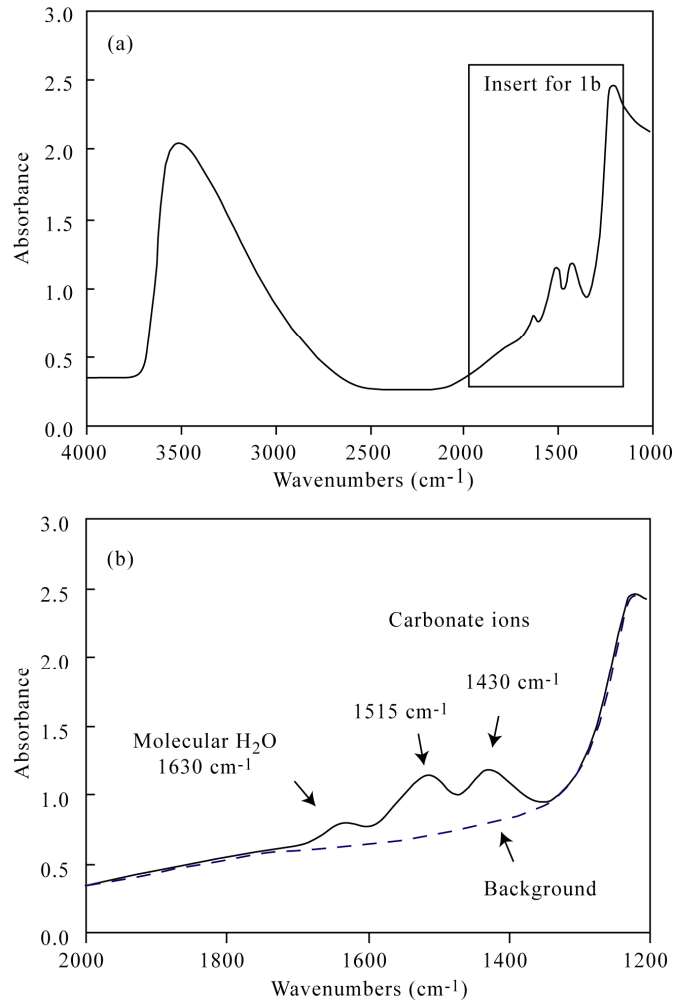 3.0
(a)
Insert for 1b
2.5
2.0
Absorbance
1.5
1.0
0.5
0.0
4000 3500 3000 2500 2000 1500 1000
Wavenumbers (cm-1)
3.0
(b)
2.5
Carbonate ions
2.0
1430 cm-1
Absorbance
1515 cm-1
1.5
Molecular H2O
1630 cm-1
1.0
0.5
Background
0.0
2000 1800 1600 1400 1200
Wavenumbers (cm-1)